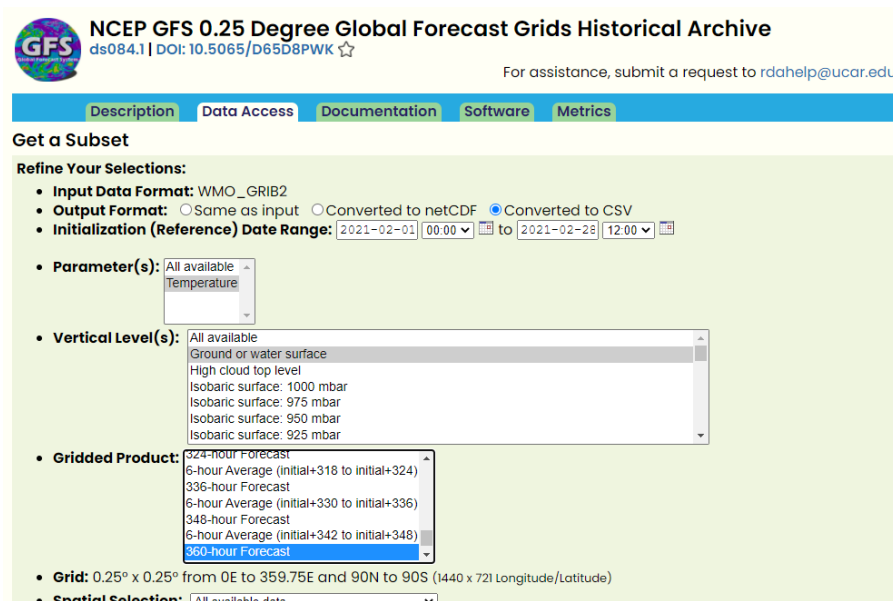 GFS
NCEP GFS 0.25 Degree Global Forecast Grids Historical Archive
ds084.1 | DOI: 10.5065/D65D8PWK
For assistance, submit a request to rdahelp@ucar.edu
Description Data Access Documentation Software Metrics
Get a Subset
Refine Your Selections:
• Input Data Format: WMO_GRIB2
• Output Format: Same as input Converted to netCDF Converted to CSV
• Initialization (Reference) Date Range: 2021-02-01 00:00 to 2021-02-28 12:00
• Parameter(s): All available
Temperature
• Vertical Level(s): All available
Ground or water surface
High cloud top level
Isobaric surface: 1000 mbar
Isobaric surface: 975 mbar
Isobaric surface: 950 mbar
Isobaric surface: 925 mbar
• Gridded Product: 324-hour Forecast
6-hour Average (initial+318 to initial+324)
336-hour Forecast
6-hour Average (initial+330 to initial+336)
348-hour Forecast
6-hour Average (initial+342 to initial+348)
360-hour Forecast
• Grid: 0.25° x 0.25° from 0E to 359.75E and 90N to 90S (1440 x 721 Longitude/Latitude)
• Spatial Selection: All available data